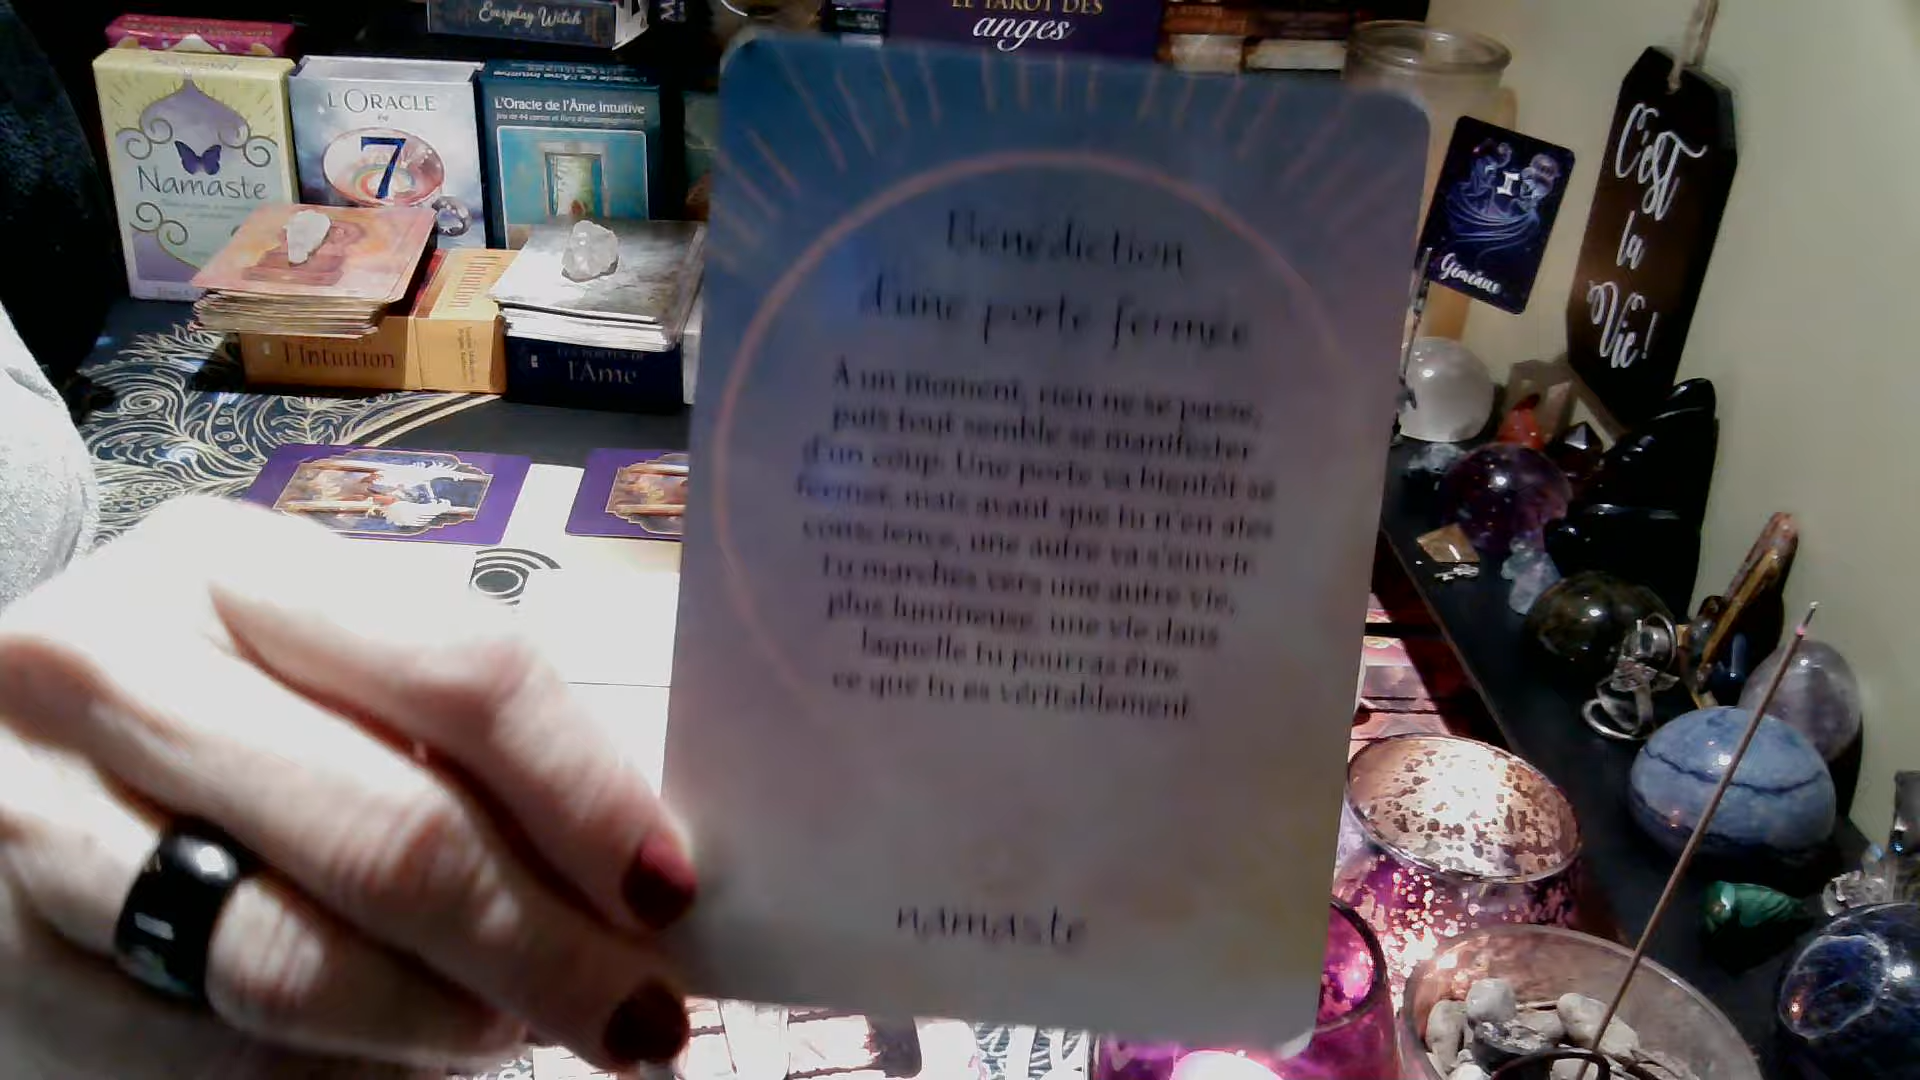 Everyday Witch
LE TAROT DES
anges
Namaste
L'ORACLE
7
L'Oracle de l'Âme Intuitive
l'Intuition
l'Âme
Gémeaux
C'est
la
Vie!
Bénédiction
d'une porte fermée
À un moment, rien ne se passe,
puis tout semble se manifester
d'un coup. Une porte va bientôt se
fermer, mais avant que tu n'en aies
conscience, une autre va s'ouvrir.
Tu marches vers une autre vie,
plus lumineuse, une vie dans
laquelle tu pourras être
ce que tu es véritablement.
namaste